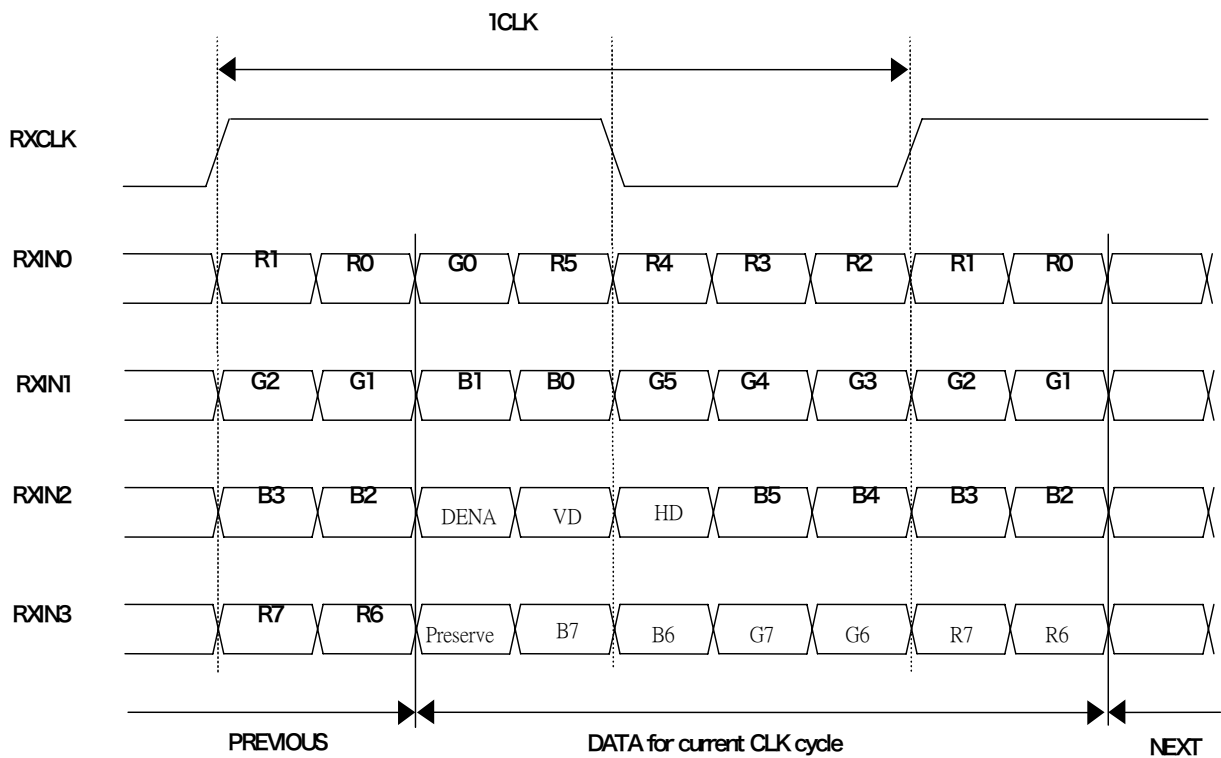 1CLK
RXCLK
RXIN0 R1 R0 G0 R5 R4 R3 R2 R1 R0
RXIN1 G2 G1 B1 B0 G5 G4 G3 G2 G1
RXIN2 B3 B2 DENA VD HD B5 B4 B3 B2
RXIN3 R7 R6 Preserve B7 B6 G7 G6 R7 R6
PREVIOUS DATA for current CLK cycle NEXT